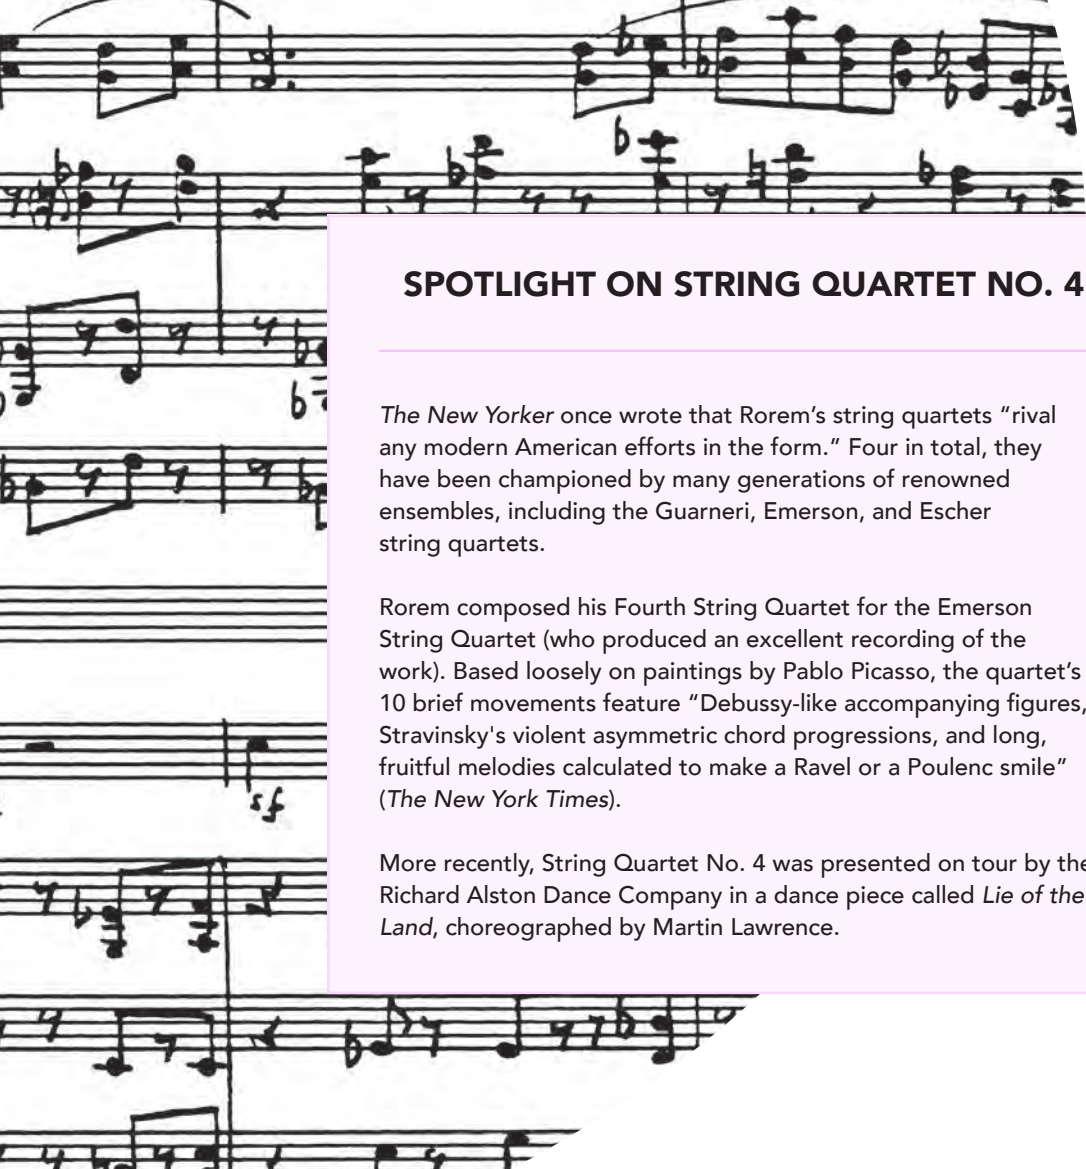 SPOTLIGHT ON STRING QUARTET NO. 4
The New Yorker once wrote that Rorem’s string quartets “rival
any modern American efforts in the form.” Four in total, they
have been championed by many generations of renowned
ensembles, including the Guarneri, Emerson, and Escher
string quartets.
Rorem composed his Fourth String Quartet for the Emerson
String Quartet (who produced an excellent recording of the
work). Based loosely on paintings by Pablo Picasso, the quartet’s
10 brief movements feature “Debussy-like accompanying figures,
Stravinsky's violent asymmetric chord progressions, and long,
fruitful melodies calculated to make a Ravel or a Poulenc smile”
(The New York Times).
More recently, String Quartet No. 4 was presented on tour by the
Richard Alston Dance Company in a dance piece called Lie of the
Land, choreographed by Martin Lawrence.
sf